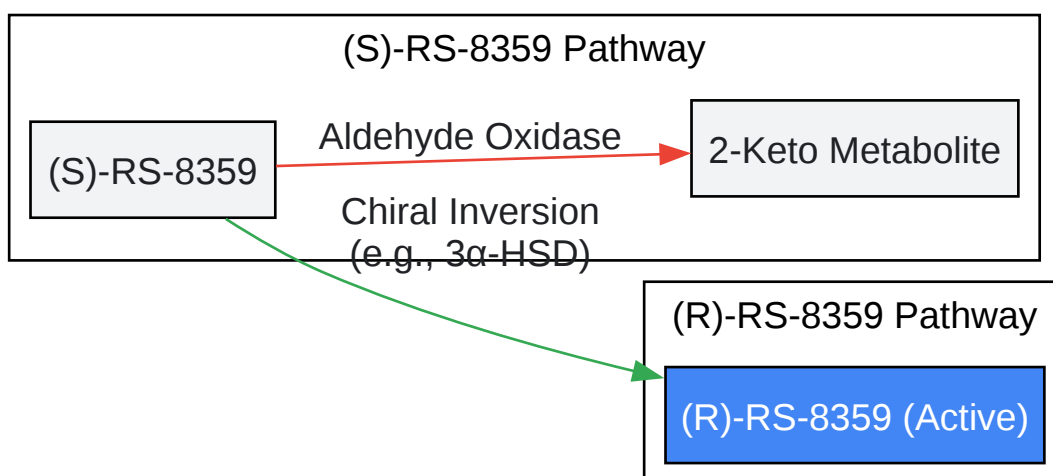 (S)-RS-8359 Pathway
Aldehyde Oxidase
2-Keto Metabolite
(S)-RS-8359
Chiral Inversion
(e.g., 3α-HSD)
(R)-RS-8359 Pathway
(R)-RS-8359 (Active)